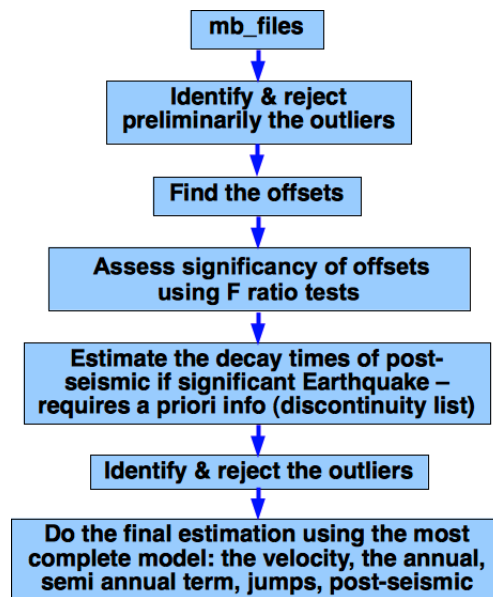 mb_files
Identify & reject
preliminarily the outliers
Find the offsets
Assess significancy of offsets
using F ratio tests
Estimate the decay times of post-
seismic if significant Earthquake –
requires a priori info (discontinuity list)
Identify & reject the outliers
Do the final estimation using the most
complete model: the velocity, the annual,
semi annual term, jumps, post-seismic